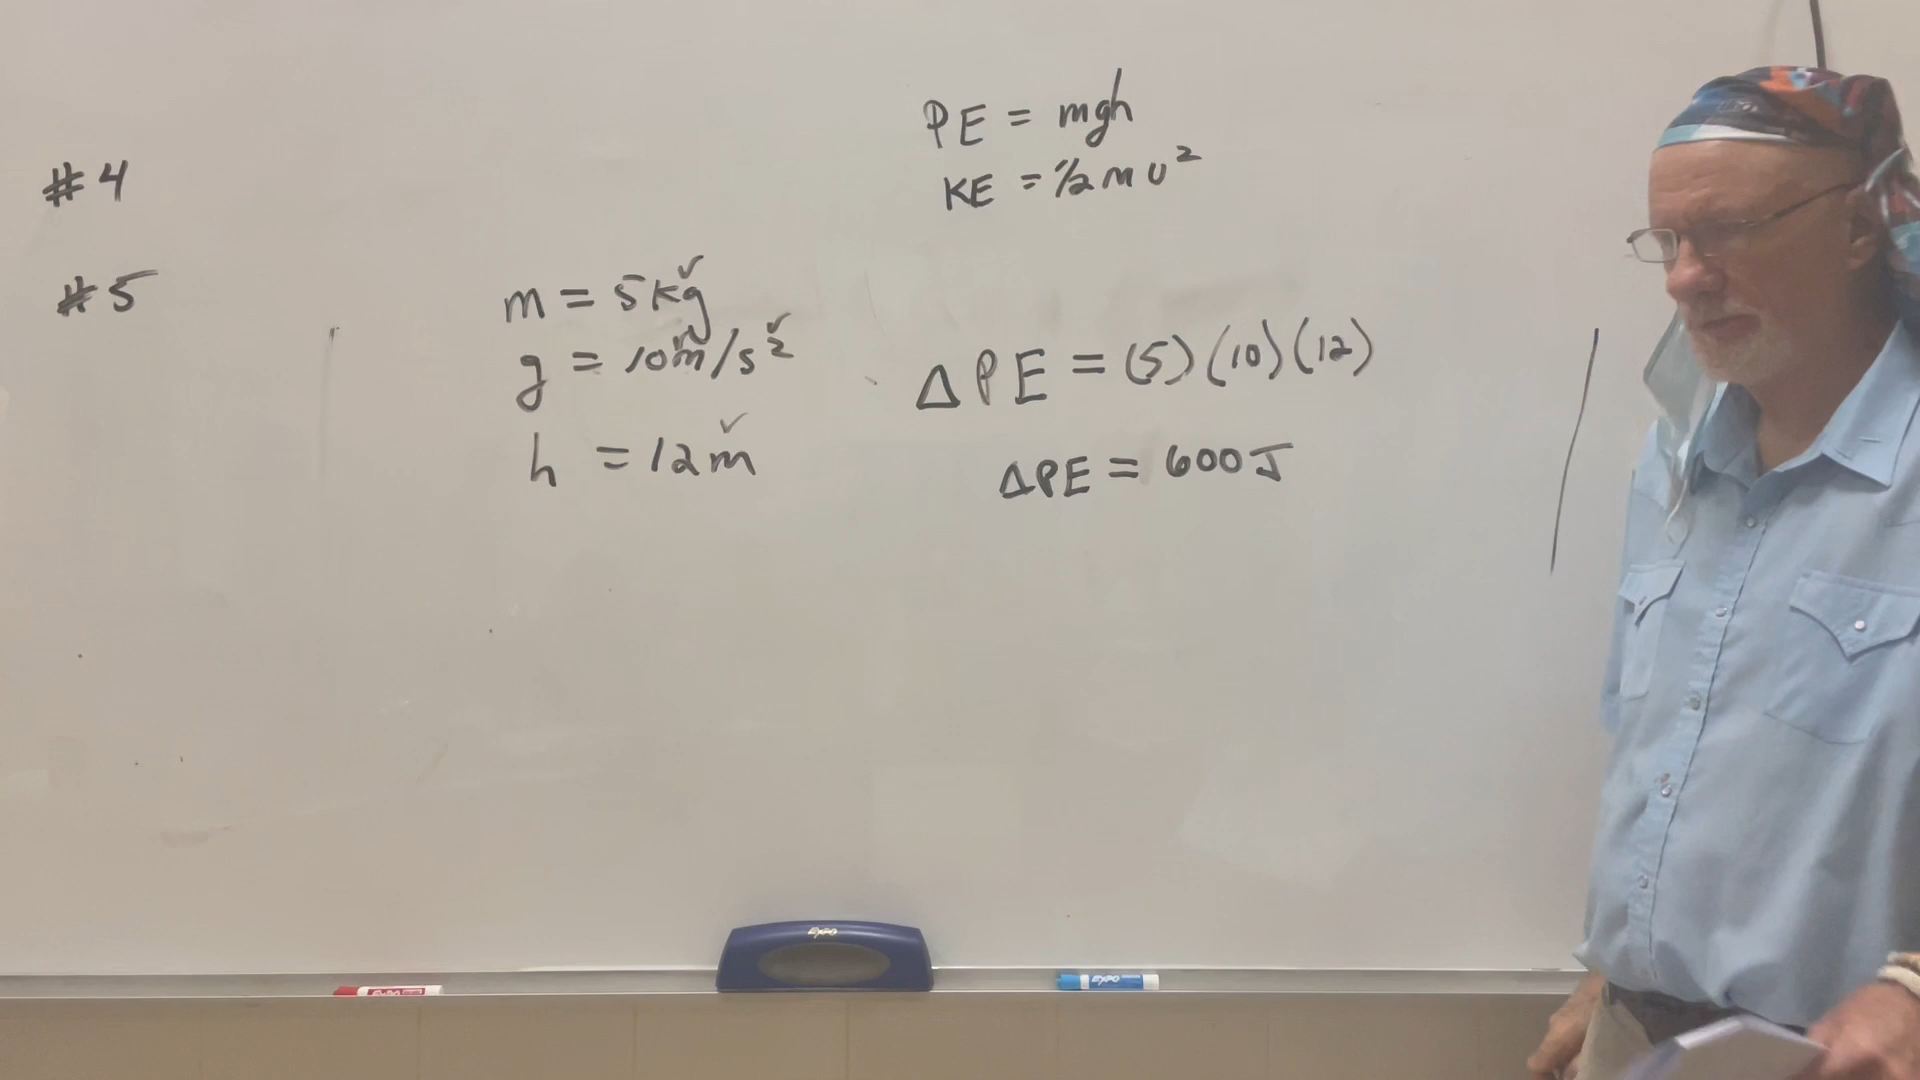 PE = mgh
KE = ½mv²
#4
#5
m = 5kg
g = 10m/s²
h = 12m
ΔPE = (5)(10)(12)
ΔPE = 600J
EXPO
EXPO
EXPO